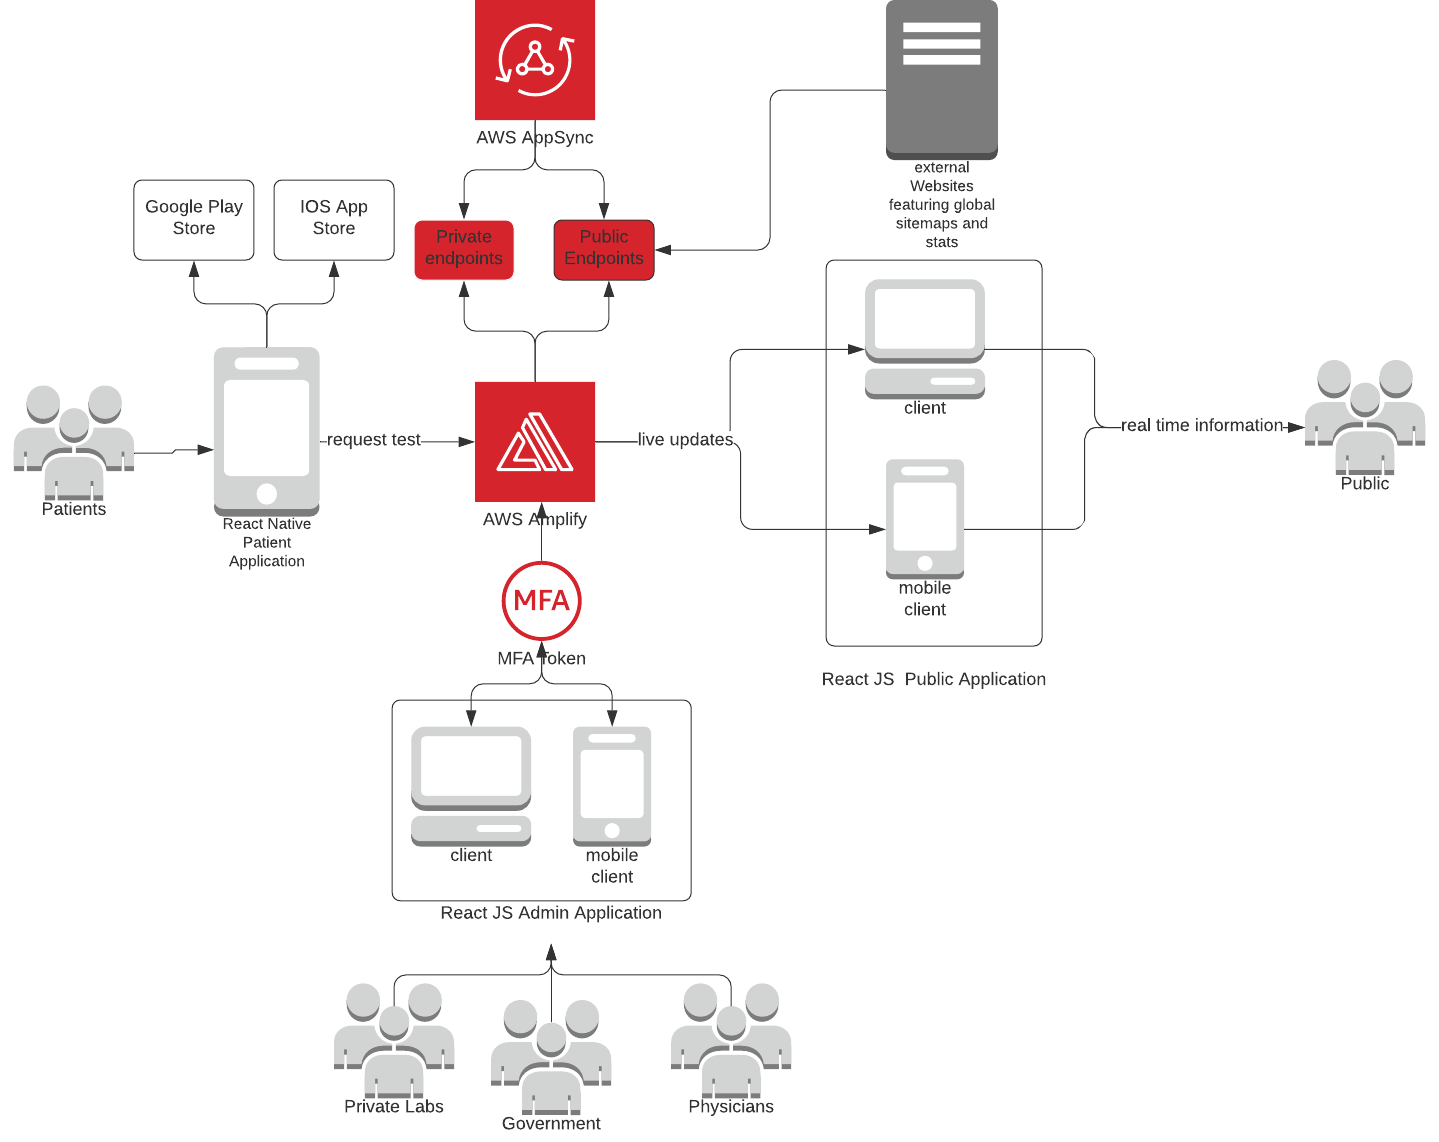 AWS AppSync
external
Websites
featuring global
sitemaps and
stats
Google Play
Store
IOS App
Store
Private
endpoints
Public
Endpoints
client
request test
live updates
real time information
Public
Patients
React Native
Patient
Application
AWS Amplify
mobile
client
MFA
MFA Token
React JS  Public Application
client
mobile
client
React JS Admin Application
Private Labs
Government
Physicians